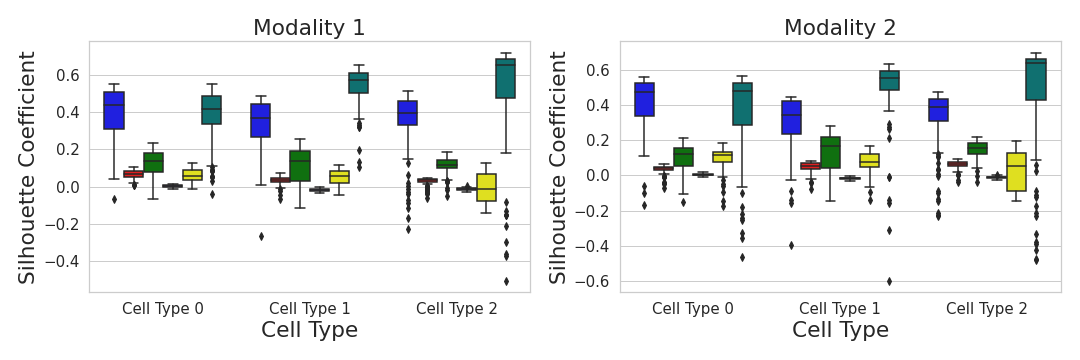 Modality 1
Silhouette Coefficient
0.6
0.4
0.2
0.0
−0.2
−0.4
Cell Type 0
Cell Type 1
Cell Type 2
Cell Type
Modality 2
Silhouette Coefficient
0.6
0.4
0.2
0.0
−0.2
−0.4
−0.6
Cell Type 0
Cell Type 1
Cell Type 2
Cell Type